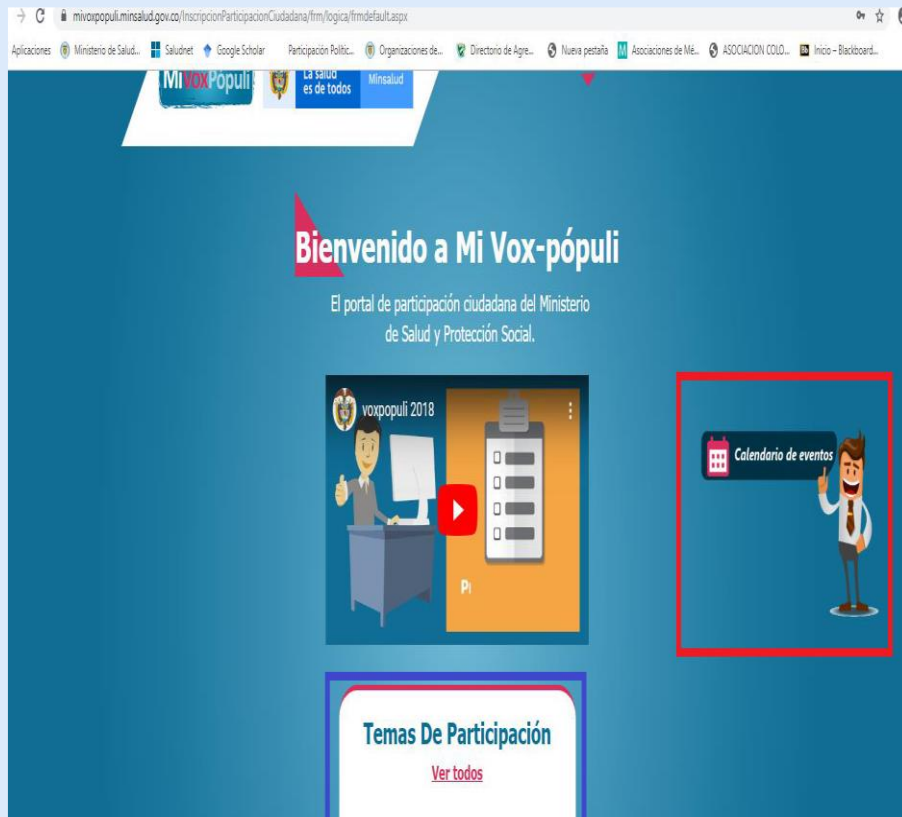 mivoxpopuli.minsalud.gov.co/InscripcionParticipacionCiudadana/frm/logica/frmdefault.aspx
Aplicaciones Ministerio de Salud... Saludnet Google Scholar Participación Polític... Organizaciones de... Directorio de Agre... Nueva pestaña Asociaciones de Mé... ASOCIACION COLO... Bb Inicio – Blackboard...
MiVoxPópuli
La salud
es de todos
Minsalud
Bienvenido a Mi Vox-pópuli
El portal de participación ciudadana del Ministerio
de Salud y Protección Social.
voxpopuli 2018
Calendario de eventos
Temas De Participación
Ver todos